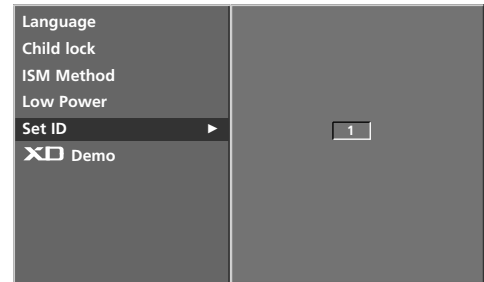 Language
Child lock
ISM Method
Low Power
Set ID ►
1
XD Demo